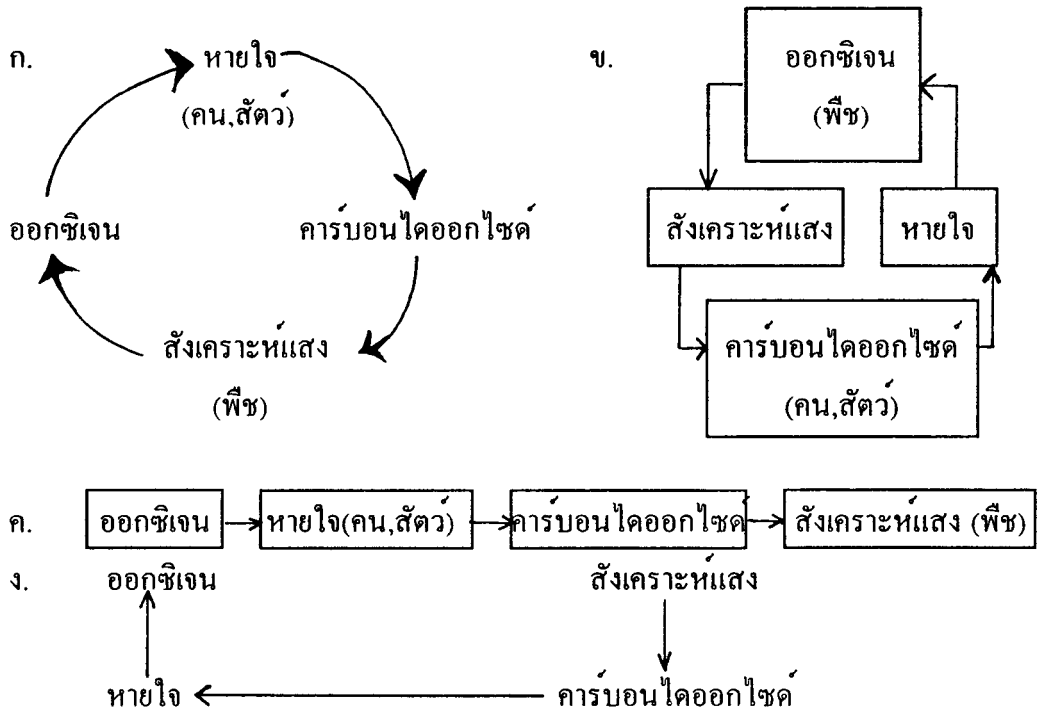 ก. หายใจ
(คน,สัตว์)
ออกซิเจน คาร์บอนไดออกไซด์
สังเคราะห์แสง
(พืช)
ข. ออกซิเจน
(พืช)
สังเคราะห์แสง หายใจ
คาร์บอนไดออกไซด์
(คน,สัตว์)
ค. ออกซิเจน หายใจ(คน,สัตว์) คาร์บอนไดออกไซด์ สังเคราะห์แสง (พืช)
ง. ออกซิเจน สังเคราะห์แสง
หายใจ คาร์บอนไดออกไซด์